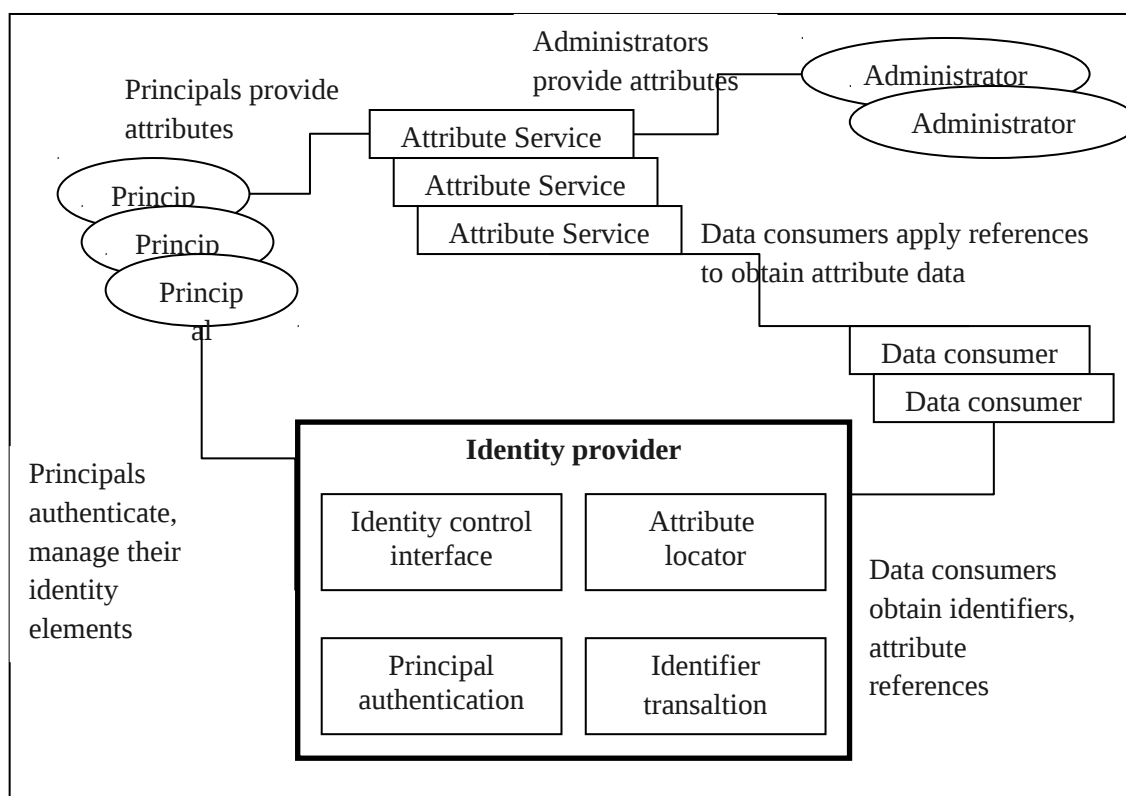 Administrators
provide attributes
Administrator
Administrator
Principals provide
attributes
Attribute Service
Attribute Service
Attribute Service
Princip
Princip
Princip
al
Data consumers apply references
to obtain attribute data
Data consumer
Data consumer
Identity provider
Identity control
interface
Attribute
locator
Principal
authentication
Identifier
transaltion
Principals
authenticate,
manage their
identity
elements
Data consumers
obtain identifiers,
attribute
references